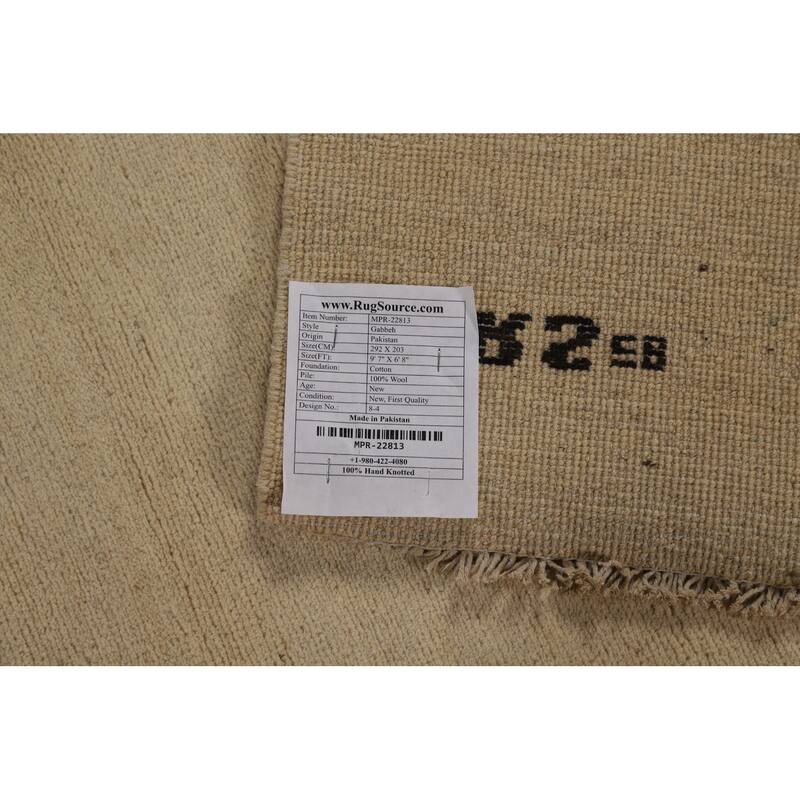 www.RugSource.com
Item Number: MPR-22813
Style Gabbeh
Origin Pakistan
Size(CM) 292 X 203
Size(FT): 9' 7" X 6' 8"
Foundation: Cotton
Pile: 100% Wool
Age: New
Condition: New, First Quality
Design No.: 8-4
Made in Pakistan
MPR-22813
+1-980-422-4080
100% Hand Knotted